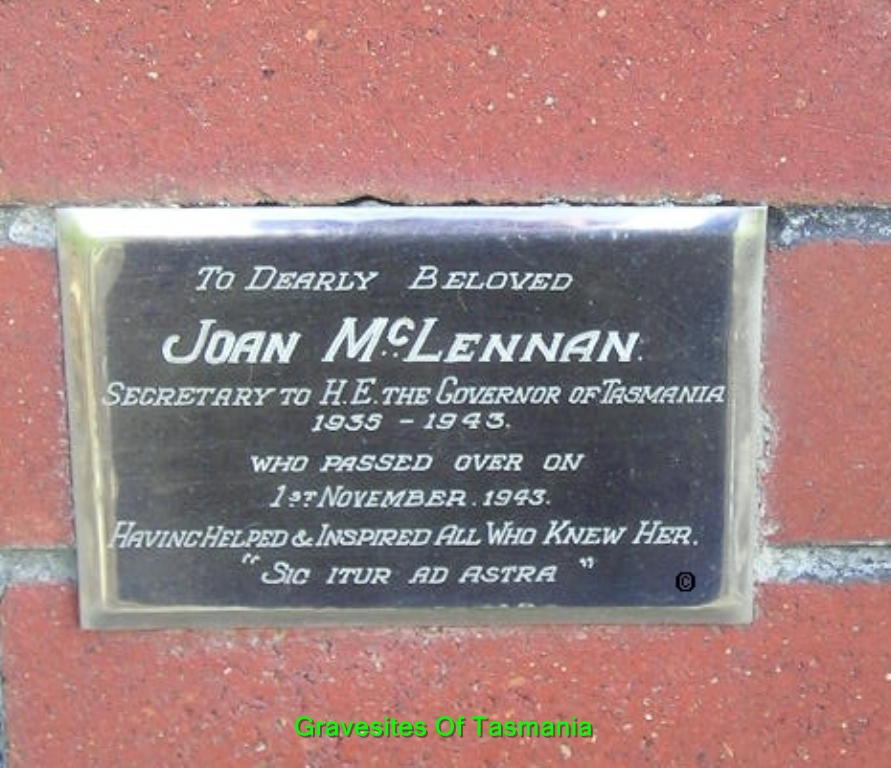 To Dearly Beloved
Joan McLennan.
Secretary to H.E. the Governor of Tasmania
1935 - 1943.
who passed over on
1st November. 1943.
Having Helped & Inspired All Who Knew Her.
"Sic itur ad astra"
©
Gravesites Of Tasmania